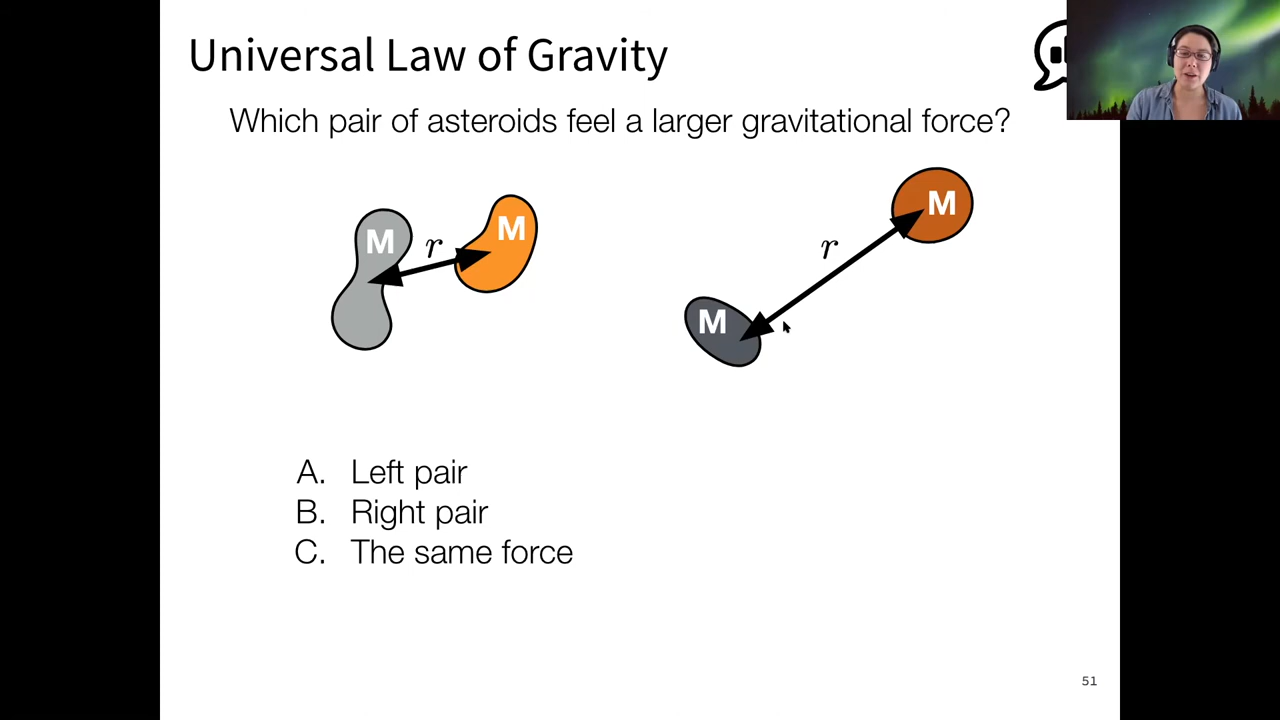 Universal Law of Gravity
Which pair of asteroids feel a larger gravitational force?
M
r
M
M
r
M
A. Left pair
B. Right pair
C. The same force
51